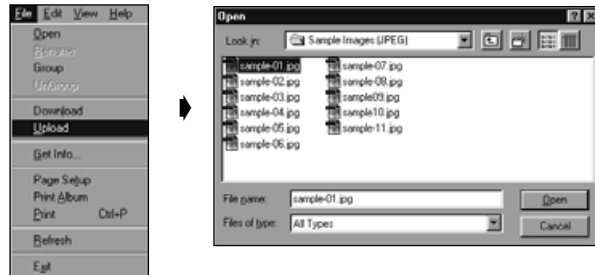 File Edit View Help
Open
Rename
Group
UnGroup
Download
Upload
Get Info...
Page Setup
Print Album
Print Ctrl+P
Refresh
Exit
Open
Look in: Sample Images (JPEG)
sample-01.jpg sample-07.jpg
sample-02.jpg sample-08.jpg
sample-03.jpg sample09.jpg
sample-04.jpg sample10.jpg
sample-05.jpg sample-11.jpg
sample-06.jpg
File name: sample-01.jpg Open
Files of type: All Types Cancel